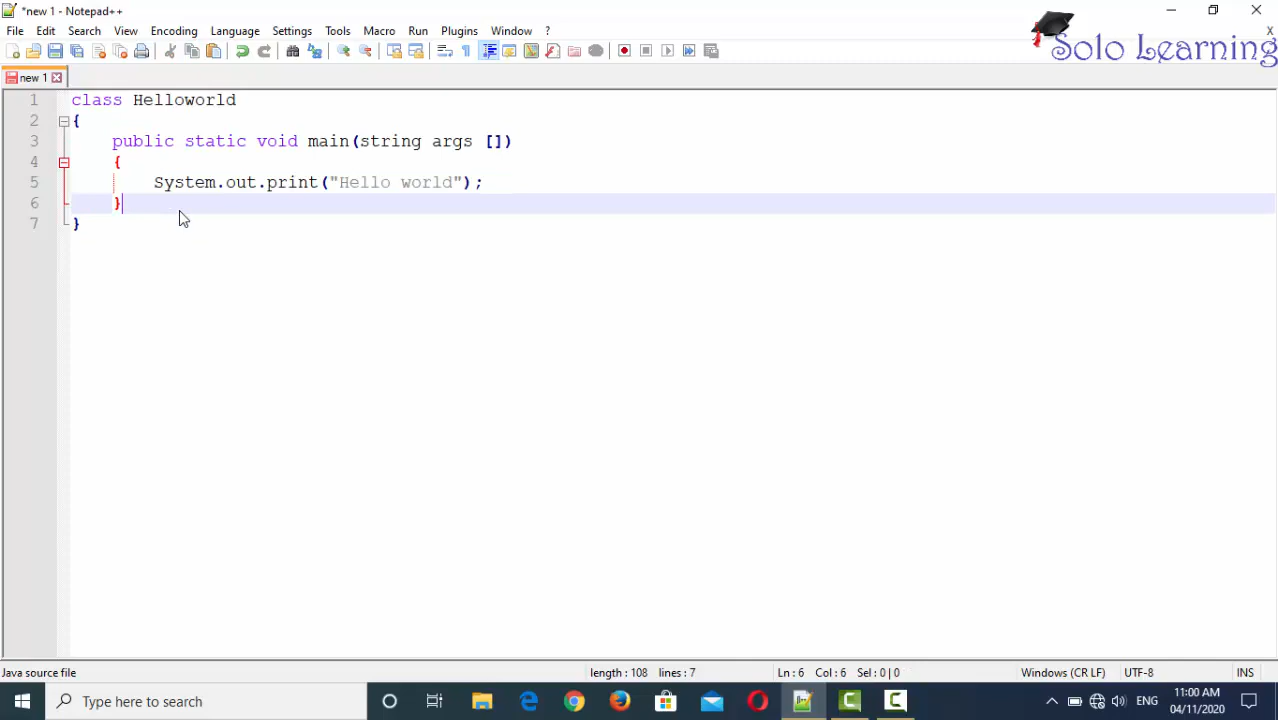 *new 1 - Notepad++
Solo Learning
File Edit Search View Encoding Language Settings Tools Macro Run Plugins Window ? X
new 1
1 class Helloworld
2 {
3 public static void main(string args [])
4 {
5 System.out.print("Hello world");
6 }
7 }
Java source file length : 108 lines : 7 Ln : 6 Col : 6 Sel : 0 | 0 Windows (CR LF) UTF-8 INS
Type here to search
ENG
11:00 AM
04/11/2020